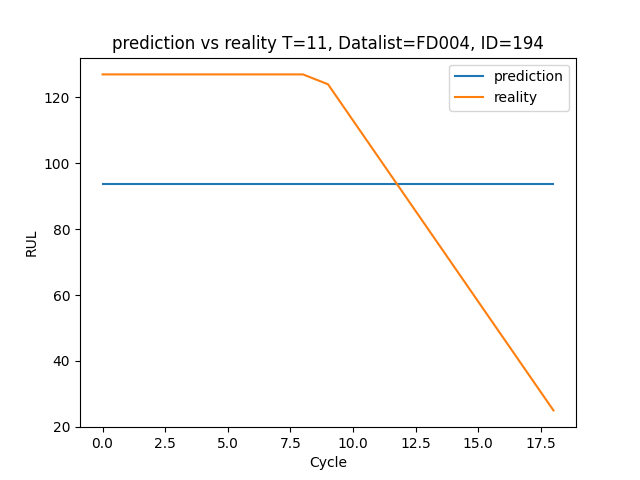 prediction vs reality T=11, Datalist=FD004, ID=194
prediction
reality
RUL
120
100
80
60
40
20
0.0 2.5 5.0 7.5 10.0 12.5 15.0 17.5
Cycle